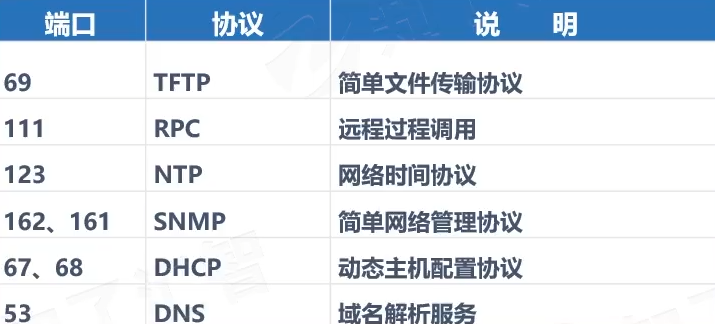 端口 协议 说 明
69 TFTP 简单文件传输协议
111 RPC 远程过程调用
123 NTP 网络时间协议
162、161 SNMP 简单网络管理协议
67、68 DHCP 动态主机配置协议
53 DNS 域名解析服务